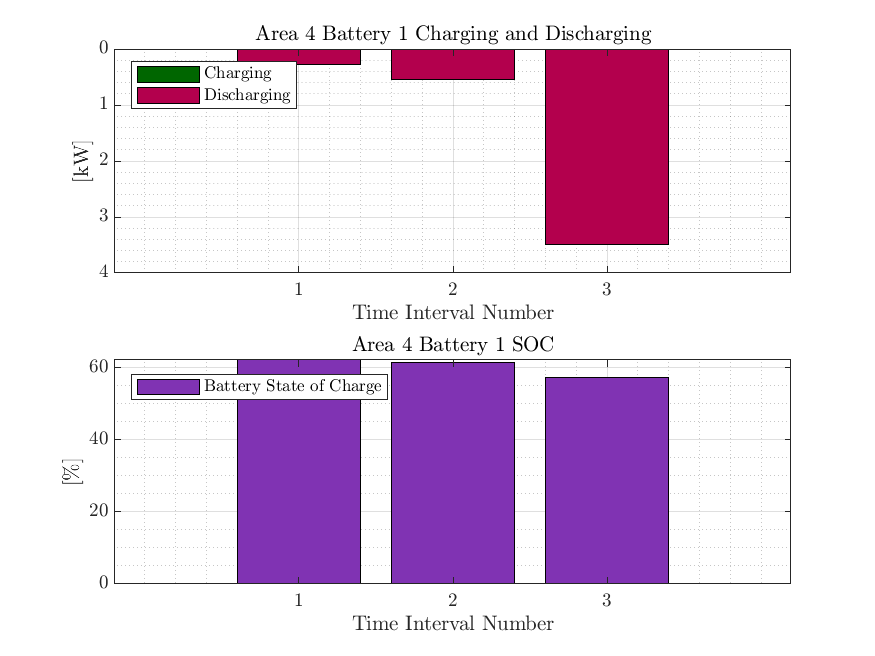 Area 4 Battery 1 Charging and Discharging
0
1
2
3
4
[kW]
Charging
Discharging
1 2 3
Time Interval Number
Area 4 Battery 1 SOC
60
40
20
0
[%]
Battery State of Charge
1 2 3
Time Interval Number